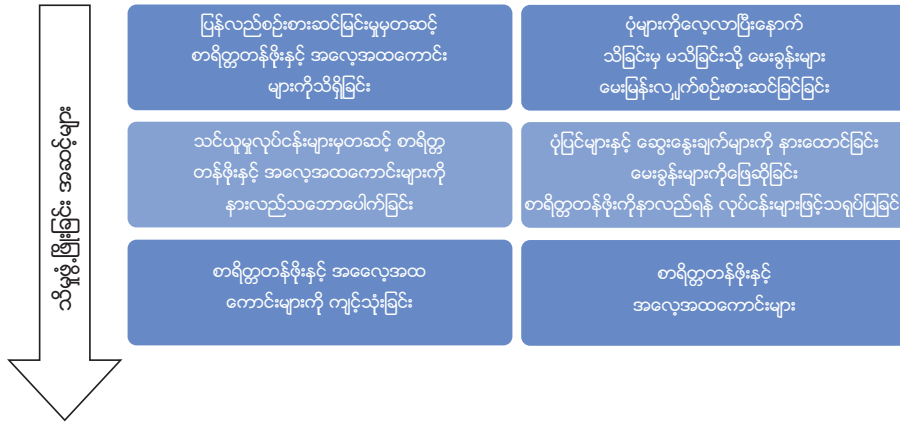 သိမှုဖွံ့ဖြိုးခြင်း အဆင့်များ
ပြန်လည်စဉ်းစားဆင်မြင်းမှုမှတဆင့်
စာရိတ္တတန်ဖိုးနှင့် အလေ့အထကောင်း
များကိုသိရှိခြင်း
ပုံများကိုလေ့လာပြီးနောက်
သိခြင်းမှ မသိခြင်းသို့ မေးခွန်းများ
မေးမြန်းလျှက်စဉ်းစားဆင်ခြင်ခြင်း
သင်ယူမှုလုပ်ငန်းများမှတဆင့် စာရိတ္တ
တန်ဖိုးနှင့် အလေ့အထကောင်းများကို
နားလည်သဘောပေါက်ခြင်း
ပုံပြင်များနှင့် ဆွေးနွေးချက်များကို နားထောင်ခြင်း
မေးခွန်းများကိုဖြေဆိုခြင်း
စာရိတ္တတန်ဖိုးကိုနာလည်ရန် လုပ်ငန်းများဖြင့်သရုပ်ပြခြင်
စာရိတ္တတန်ဖိုးနှင့် အလေ့အထ
ကောင်းများကို ကျင့်သုံးခြင်း
စာရိတ္တတန်ဖိုးနှင့်
အလေ့အထကောင်းများ